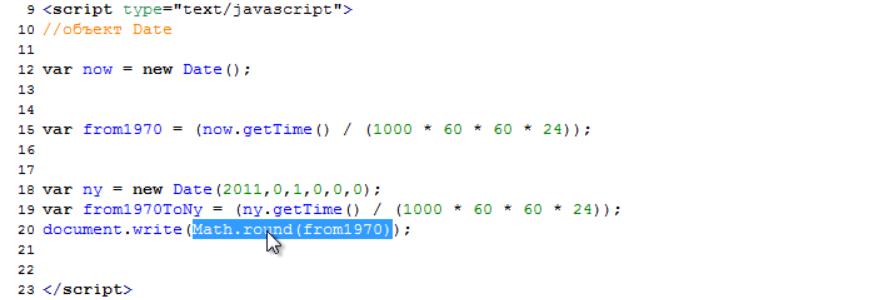 9 <script type="text/javascript">
10 //объект Date
11
12 var now = new Date();
13
14
15 var from1970 = (now.getTime() / (1000 * 60 * 60 * 24));
16
17
18 var ny = new Date(2011,0,1,0,0,0);
19 var from1970ToNy = (ny.getTime() / (1000 * 60 * 60 * 24));
20 document.write(Math.round(from1970));
21
22
23 </script>